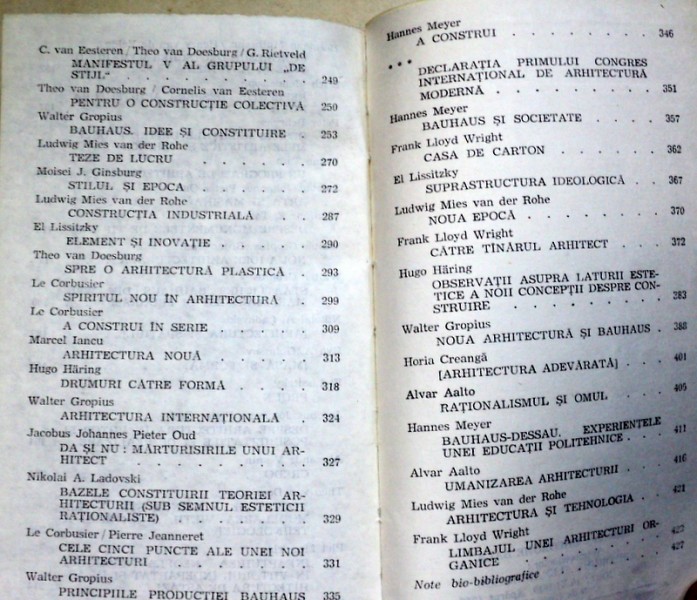 C. van Eesteren / Theo van Doesburg / G. Rietveld
MANIFESTUL V AL GRUPULUI „DE
STIJL“ . . . . . . . . 249
Theo van Doesburg / Cornelis van Eesteren
PENTRU O CONSTRUCȚIE COLECTIVĂ 250
Walter Gropius
BAUHAUS. IDEE ȘI CONSTITUIRE . 253
Ludwig Mies van der Rohe
TEZE DE LUCRU . . . . . 270
Moisei J. Ginsburg
STILUL ȘI EPOCA . . . . . 272
Ludwig Mies van der Rohe
CONSTRUCȚIA INDUSTRIALĂ . . 287
El Lissitzky
ELEMENT ȘI INOVAȚIE . . . . 290
Theo van Doesburg
SPRE O ARHITECTURĂ PLASTICĂ . 293
Le Corbusier
SPIRITUL NOU ÎN ARHITECTURĂ . 299
Le Corbusier
A CONSTRUI ÎN SERIE . . . . 309
Marcel Iancu
ARHITECTURA NOUĂ . . . . 313
Hugo Häring
DRUMURI CĂTRE FORMĂ . . . 318
Walter Gropius
ARHITECTURA INTERNAȚIONALĂ . 324
Jacobus Johannes Pieter Oud
DA ȘI NU : MĂRTURISIRILE UNUI AR-
HITECT . . . . . . . . 327
Nikolai A. Ladovski
BAZELE CONSTITUIRII TEORIEI AR-
HITECTURII (SUB SEMNUL ESTETICII
RAȚIONALISTE) . . . . . 329
Le Corbusier / Pierre Jeanneret
CELE CINCI PUNCTE ALE UNEI NOI
ARHITECTURI . . . . . . 331
Walter Gropius
PRINCIPIILE PRODUCȚIEI BAUHAUS 335
Hannes Meyer
A CONSTRUI . . . . . . 346
* * *
DECLARAȚIA PRIMULUI CONGRES
INTERNAȚIONAL DE ARHITECTURĂ
MODERNĂ . . . . . . . 351
Hannes Meyer
BAUHAUS ȘI SOCIETATE . . . . 357
Frank Lloyd Wright
CASA DE CARTON . . . . . 362
El Lissitzky
SUPRASTRUCTURA IDEOLOGICĂ . . 367
Ludwig Mies van der Rohe
NOUA EPOCĂ . . . . . . 370
Frank Lloyd Wright
CĂTRE TÎNĂRUL ARHITECT . . . 372
Hugo Häring
OBSERVAȚII ASUPRA LATURII ESTE-
TICE A NOII CONCEPȚII DESPRE CON-
STRUIRE . . . . . . . 383
Walter Gropius
NOUA ARHITECTURĂ ȘI BAUHAUS . 388
Horia Creangă
[ARHITECTURA ADEVĂRATĂ] . . . 401
Alvar Aalto
RAȚIONALISMUL ȘI OMUL . . . 405
Hannes Meyer
BAUHAUS-DESSAU. EXPERIENȚELE
UNEI EDUCAȚII POLITEHNICE . . 411
Alvar Aalto
UMANIZAREA ARHITECTURII . . 416
Ludwig Mies van der Rohe
ARHITECTURA ȘI TEHNOLOGIA . . 421
Frank Lloyd Wright
LIMBAJUL UNEI ARHITECTURI OR-
GANICE . . . . . . .
Note bio-bibliografice 427